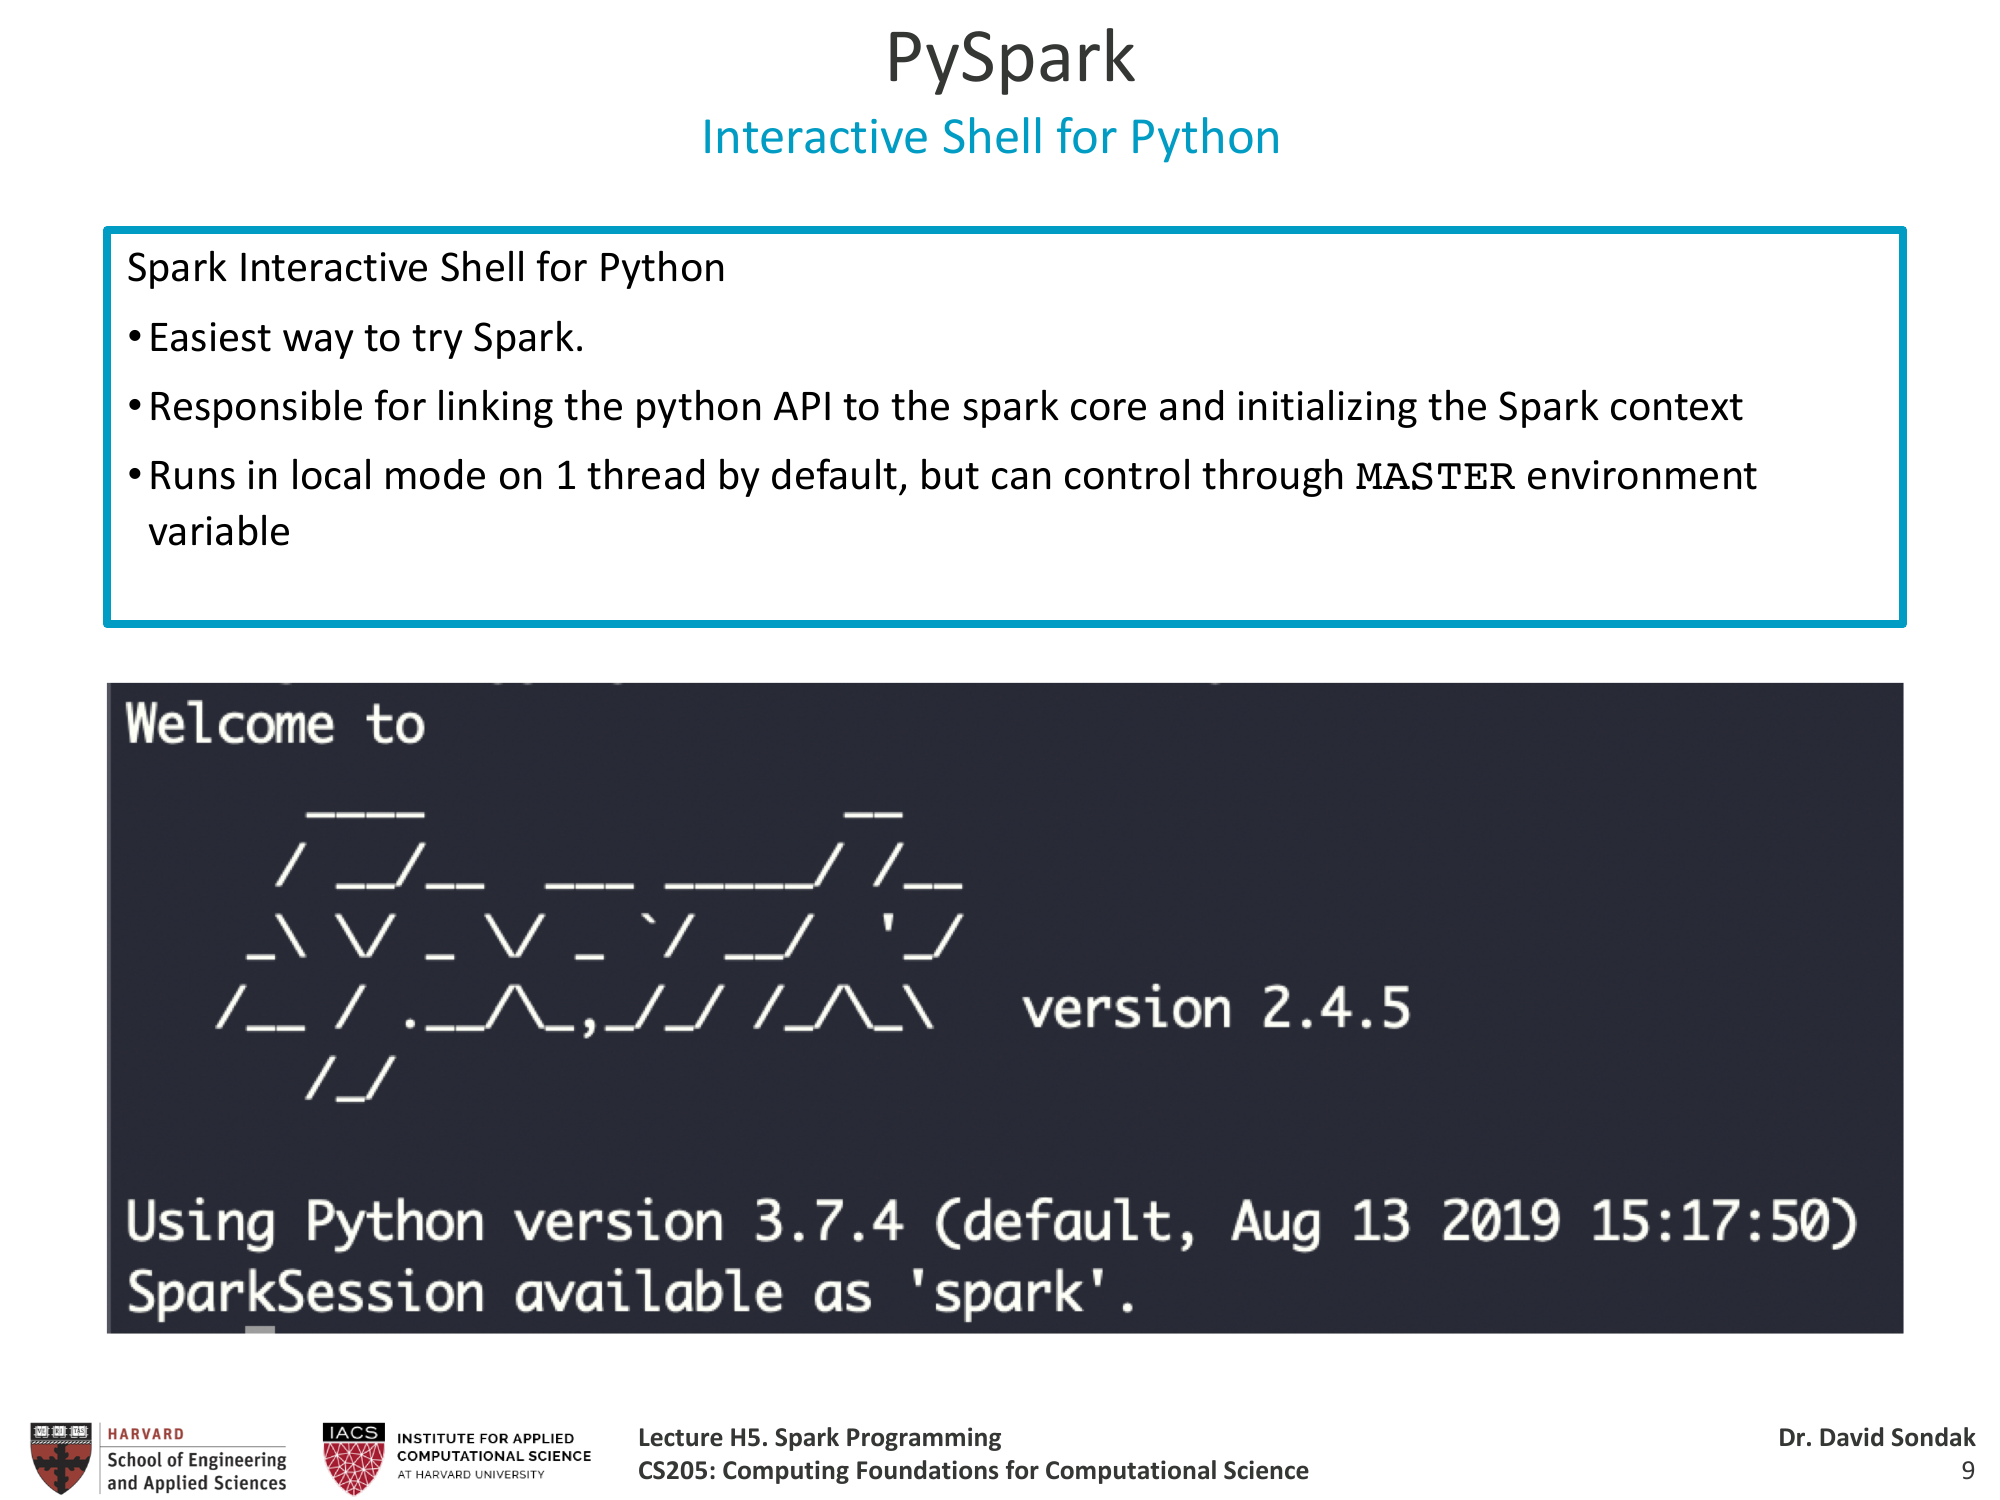 PySpark
Interactive Shell for Python
Spark Interactive Shell for Python
•Easiest way to try Spark.
•Responsible for linking the python API to the spark core and initializing the Spark context
•Runs in local mode on 1 thread by default, but can control through MASTER environment
variable
Welcome to
      ____              __
     / __/__  ___ _____/ /__
    _\ \/ _ \/ _ `/ __/  '_/
   /__ / .__/\_,_/_/ /_/\_\   version 2.4.5
      /_/
Using Python version 3.7.4 (default, Aug 13 2019 15:17:50)
SparkSession available as 'spark'.
HARVARD
School of Engineering
and Applied Sciences
IACS
INSTITUTE FOR APPLIED
COMPUTATIONAL SCIENCE
AT HARVARD UNIVERSITY
Lecture H5. Spark Programming
CS205: Computing Foundations for Computational Science
Dr. David Sondak
9